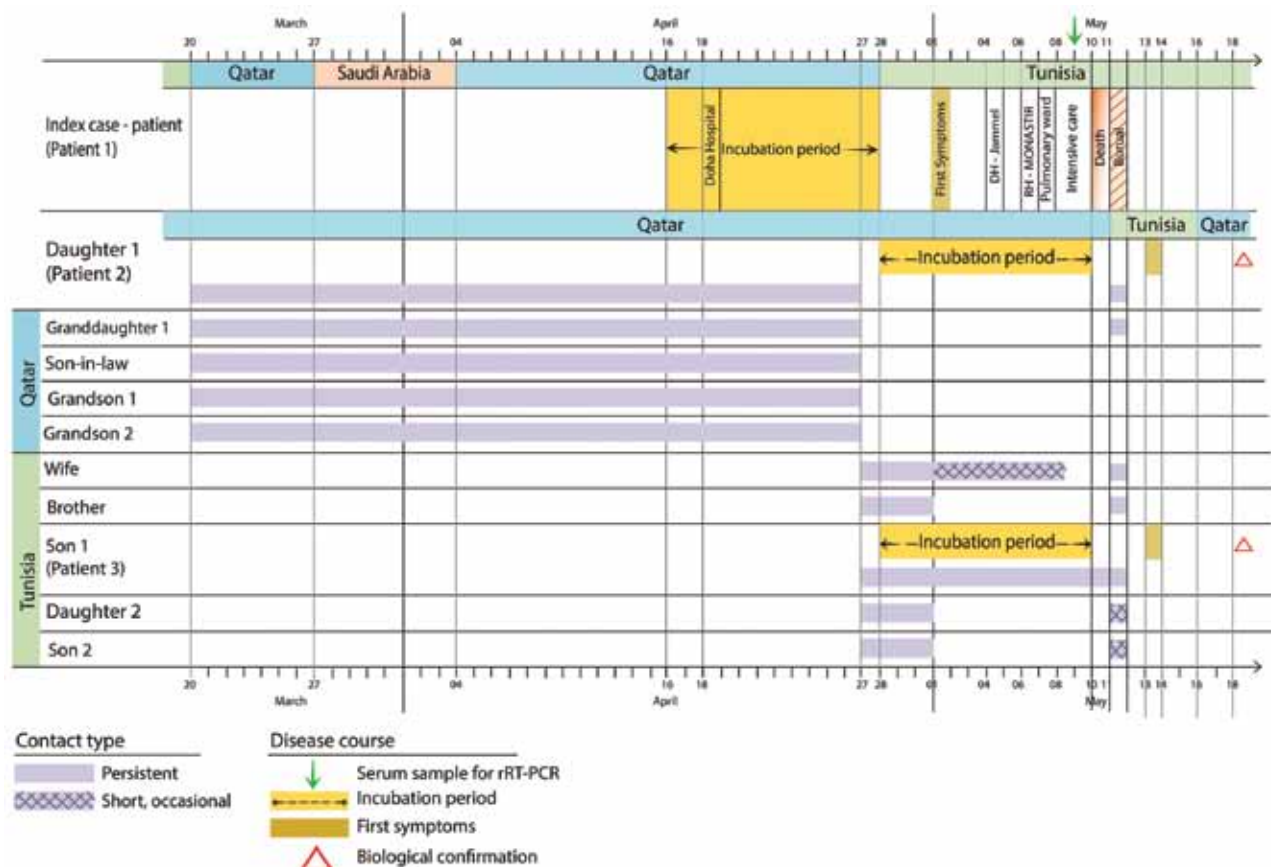 March April May
20 27 04 16 18 27 28 01 04 06 08 10 11 13 14 16 18
Qatar Saudi Arabia Qatar Tunisia
Index case - patient
(Patient 1)
Doha Hospital
Incubation period
First Symptoms
DH - Jammel
RH - MONASTIR
Pulmonary ward
Intensive care
Death
Burial
Qatar Tunisia Qatar
Daughter 1
(Patient 2)
Incubation period
Qatar
Granddaughter 1
Son-in-law
Grandson 1
Grandson 2
Tunisia
Wife
Brother
Son 1
(Patient 3)
Incubation period
Daughter 2
Son 2
20 27 04 16 18 27 28 01 04 06 08 10 11 13 14 16 18
March April May
Contact type
Persistent
Short, occasional
Disease course
Serum sample for rRT-PCR
Incubation period
First symptoms
Biological confirmation